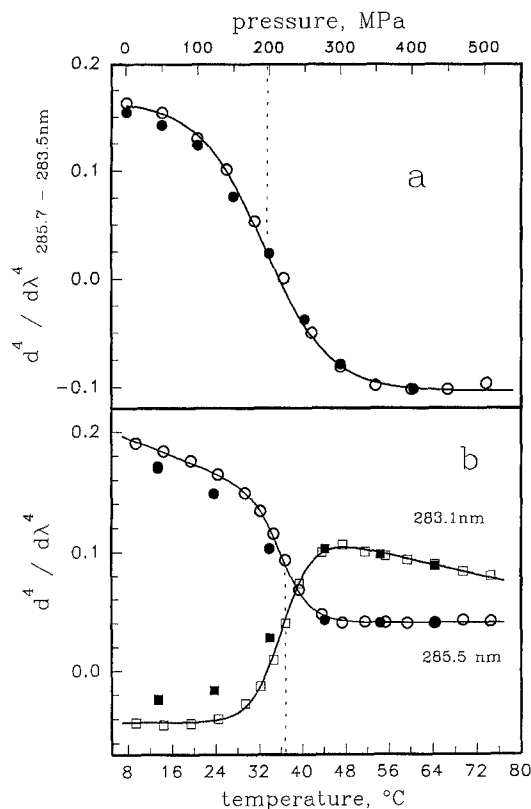 pressure, MPa
0 100 200 300 400 500
0.2
0.1
0.0
-0.1
d⁴ / dλ⁴ 285.7 - 283.5nm
a
0.2
0.1
0.0
d⁴ / dλ⁴
b
283.1nm
285.5 nm
8 16 24 32 40 48 56 64 72 80
temperature, °C